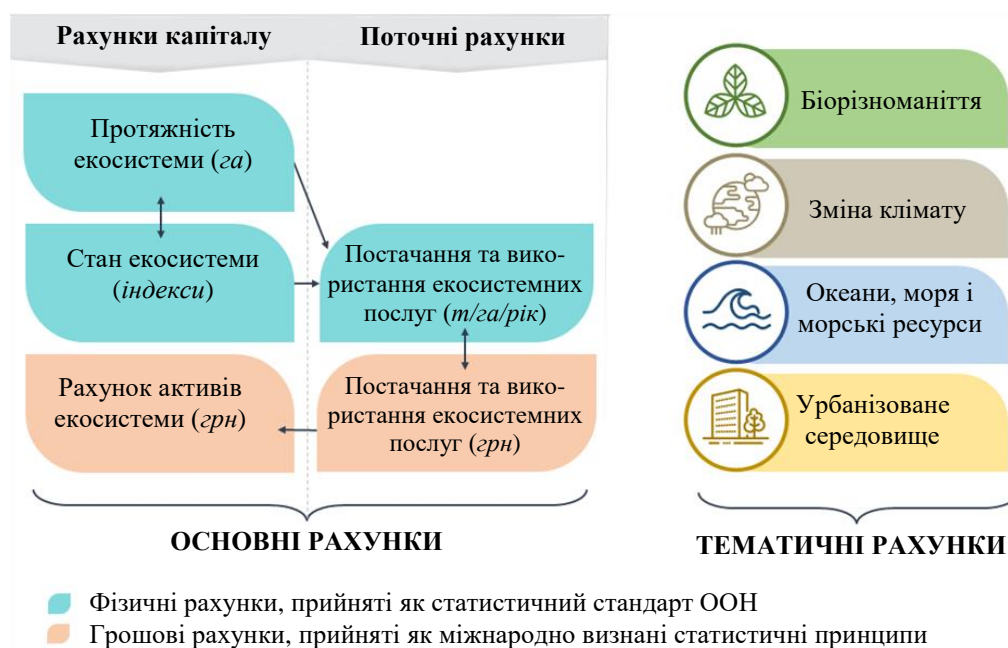 Рахунки капіталу
Поточні рахунки
Протяжність
екосистеми (га)
Стан екосистеми
(індекси)
Постачання та вико-
ристання екосистемних
послуг (т/га/рік)
Рахунок активів
екосистеми (грн)
Постачання та вико-
ристання екосистемних
послуг (грн)
ОСНОВНІ РАХУНКИ
Біорізноманіття
Зміна клімату
Океани, моря і
морські ресурси
Урбанізоване
середовище
ТЕМАТИЧНІ РАХУНКИ
Фізичні рахунки, прийняті як статистичний стандарт ООН
Грошові рахунки, прийняті як міжнародно визнані статистичні принципи